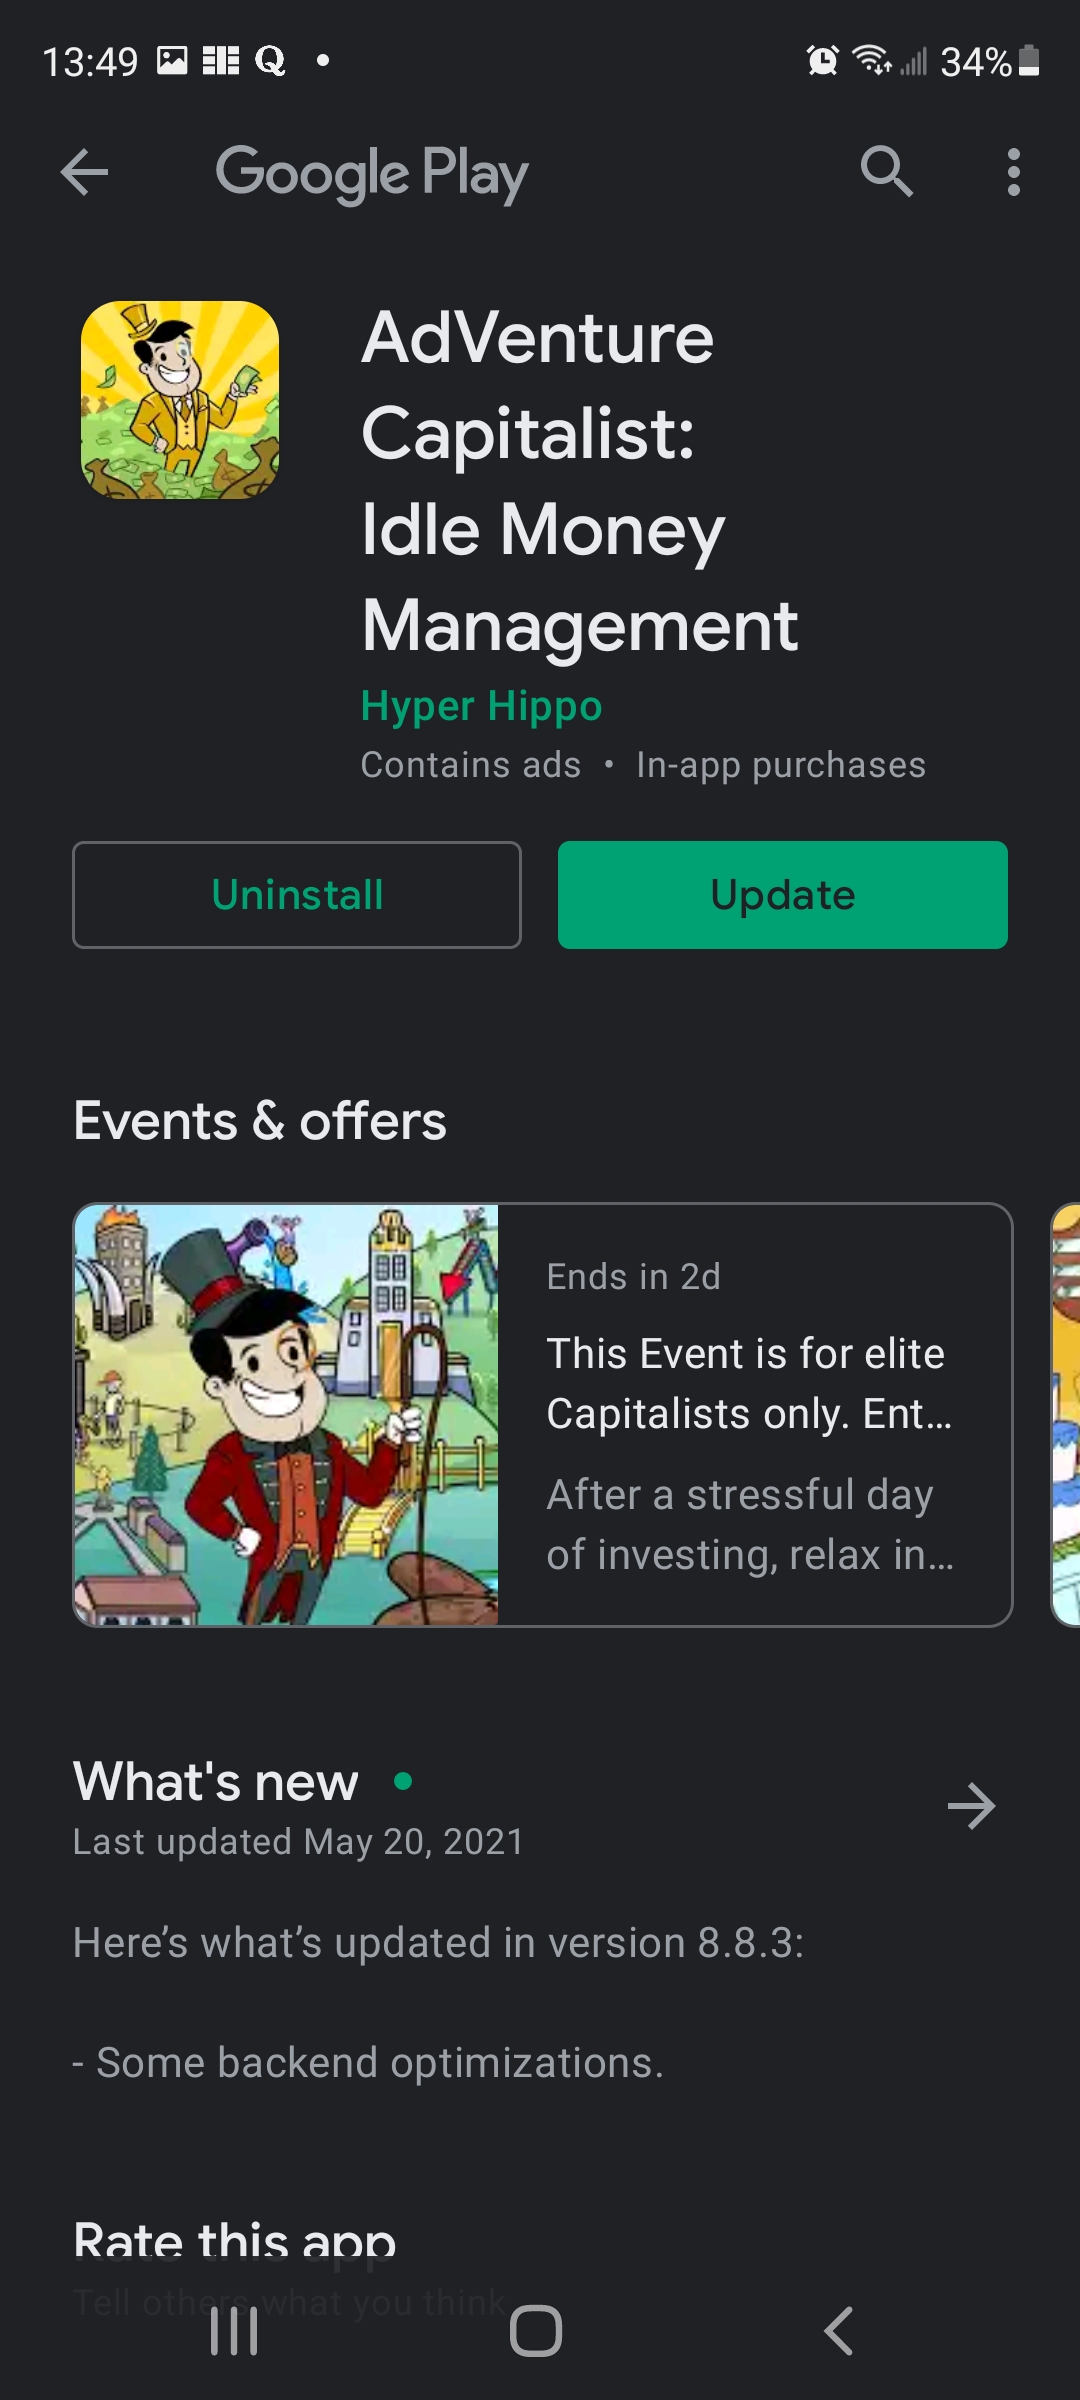 13:49 Q 34%
Google Play
AdVenture
Capitalist:
Idle Money
Management
Hyper Hippo
Contains ads • In-app purchases
Uninstall Update
Events & offers
Ends in 2d
This Event is for elite
Capitalists only. Ent…
After a stressful day
of investing, relax in…
What's new
Last updated May 20, 2021
Here’s what’s updated in version 8.8.3:
- Some backend optimizations.
Rate this app
Tell others what you think